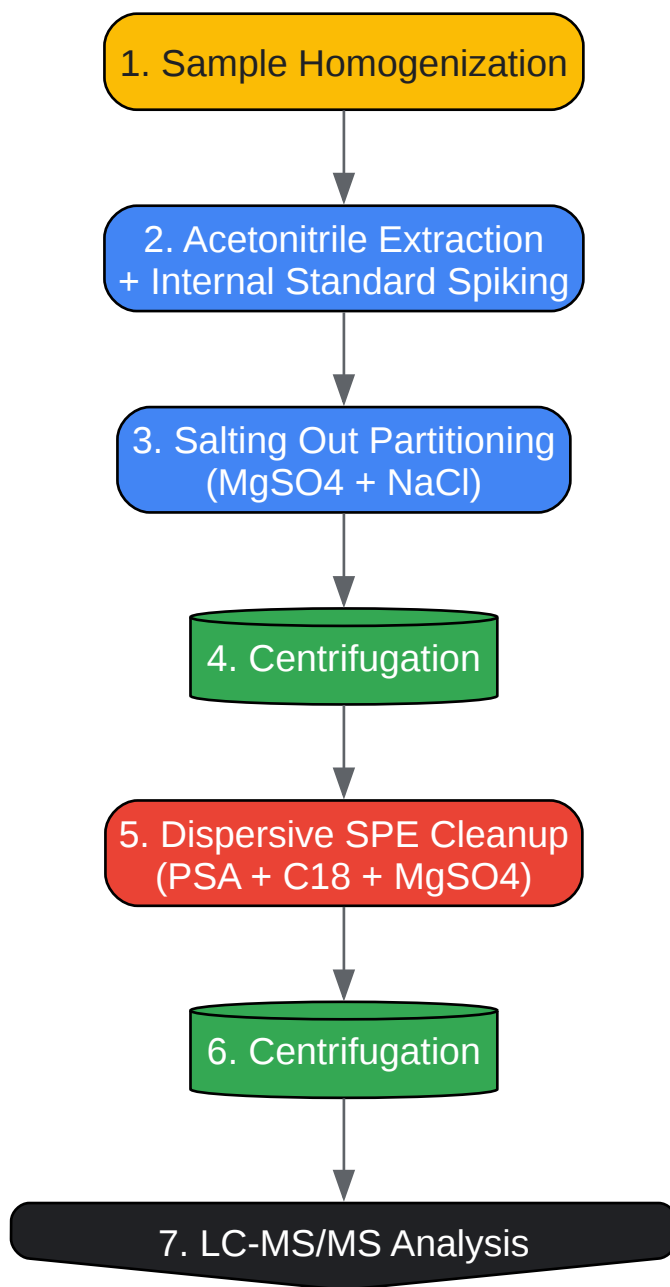 1. Sample Homogenization
2. Acetonitrile Extraction
+ Internal Standard Spiking
3. Salting Out Partitioning
(MgSO4 + NaCl)
4. Centrifugation
5. Dispersive SPE Cleanup
(PSA + C18 + MgSO4)
6. Centrifugation
7. LC-MS/MS Analysis